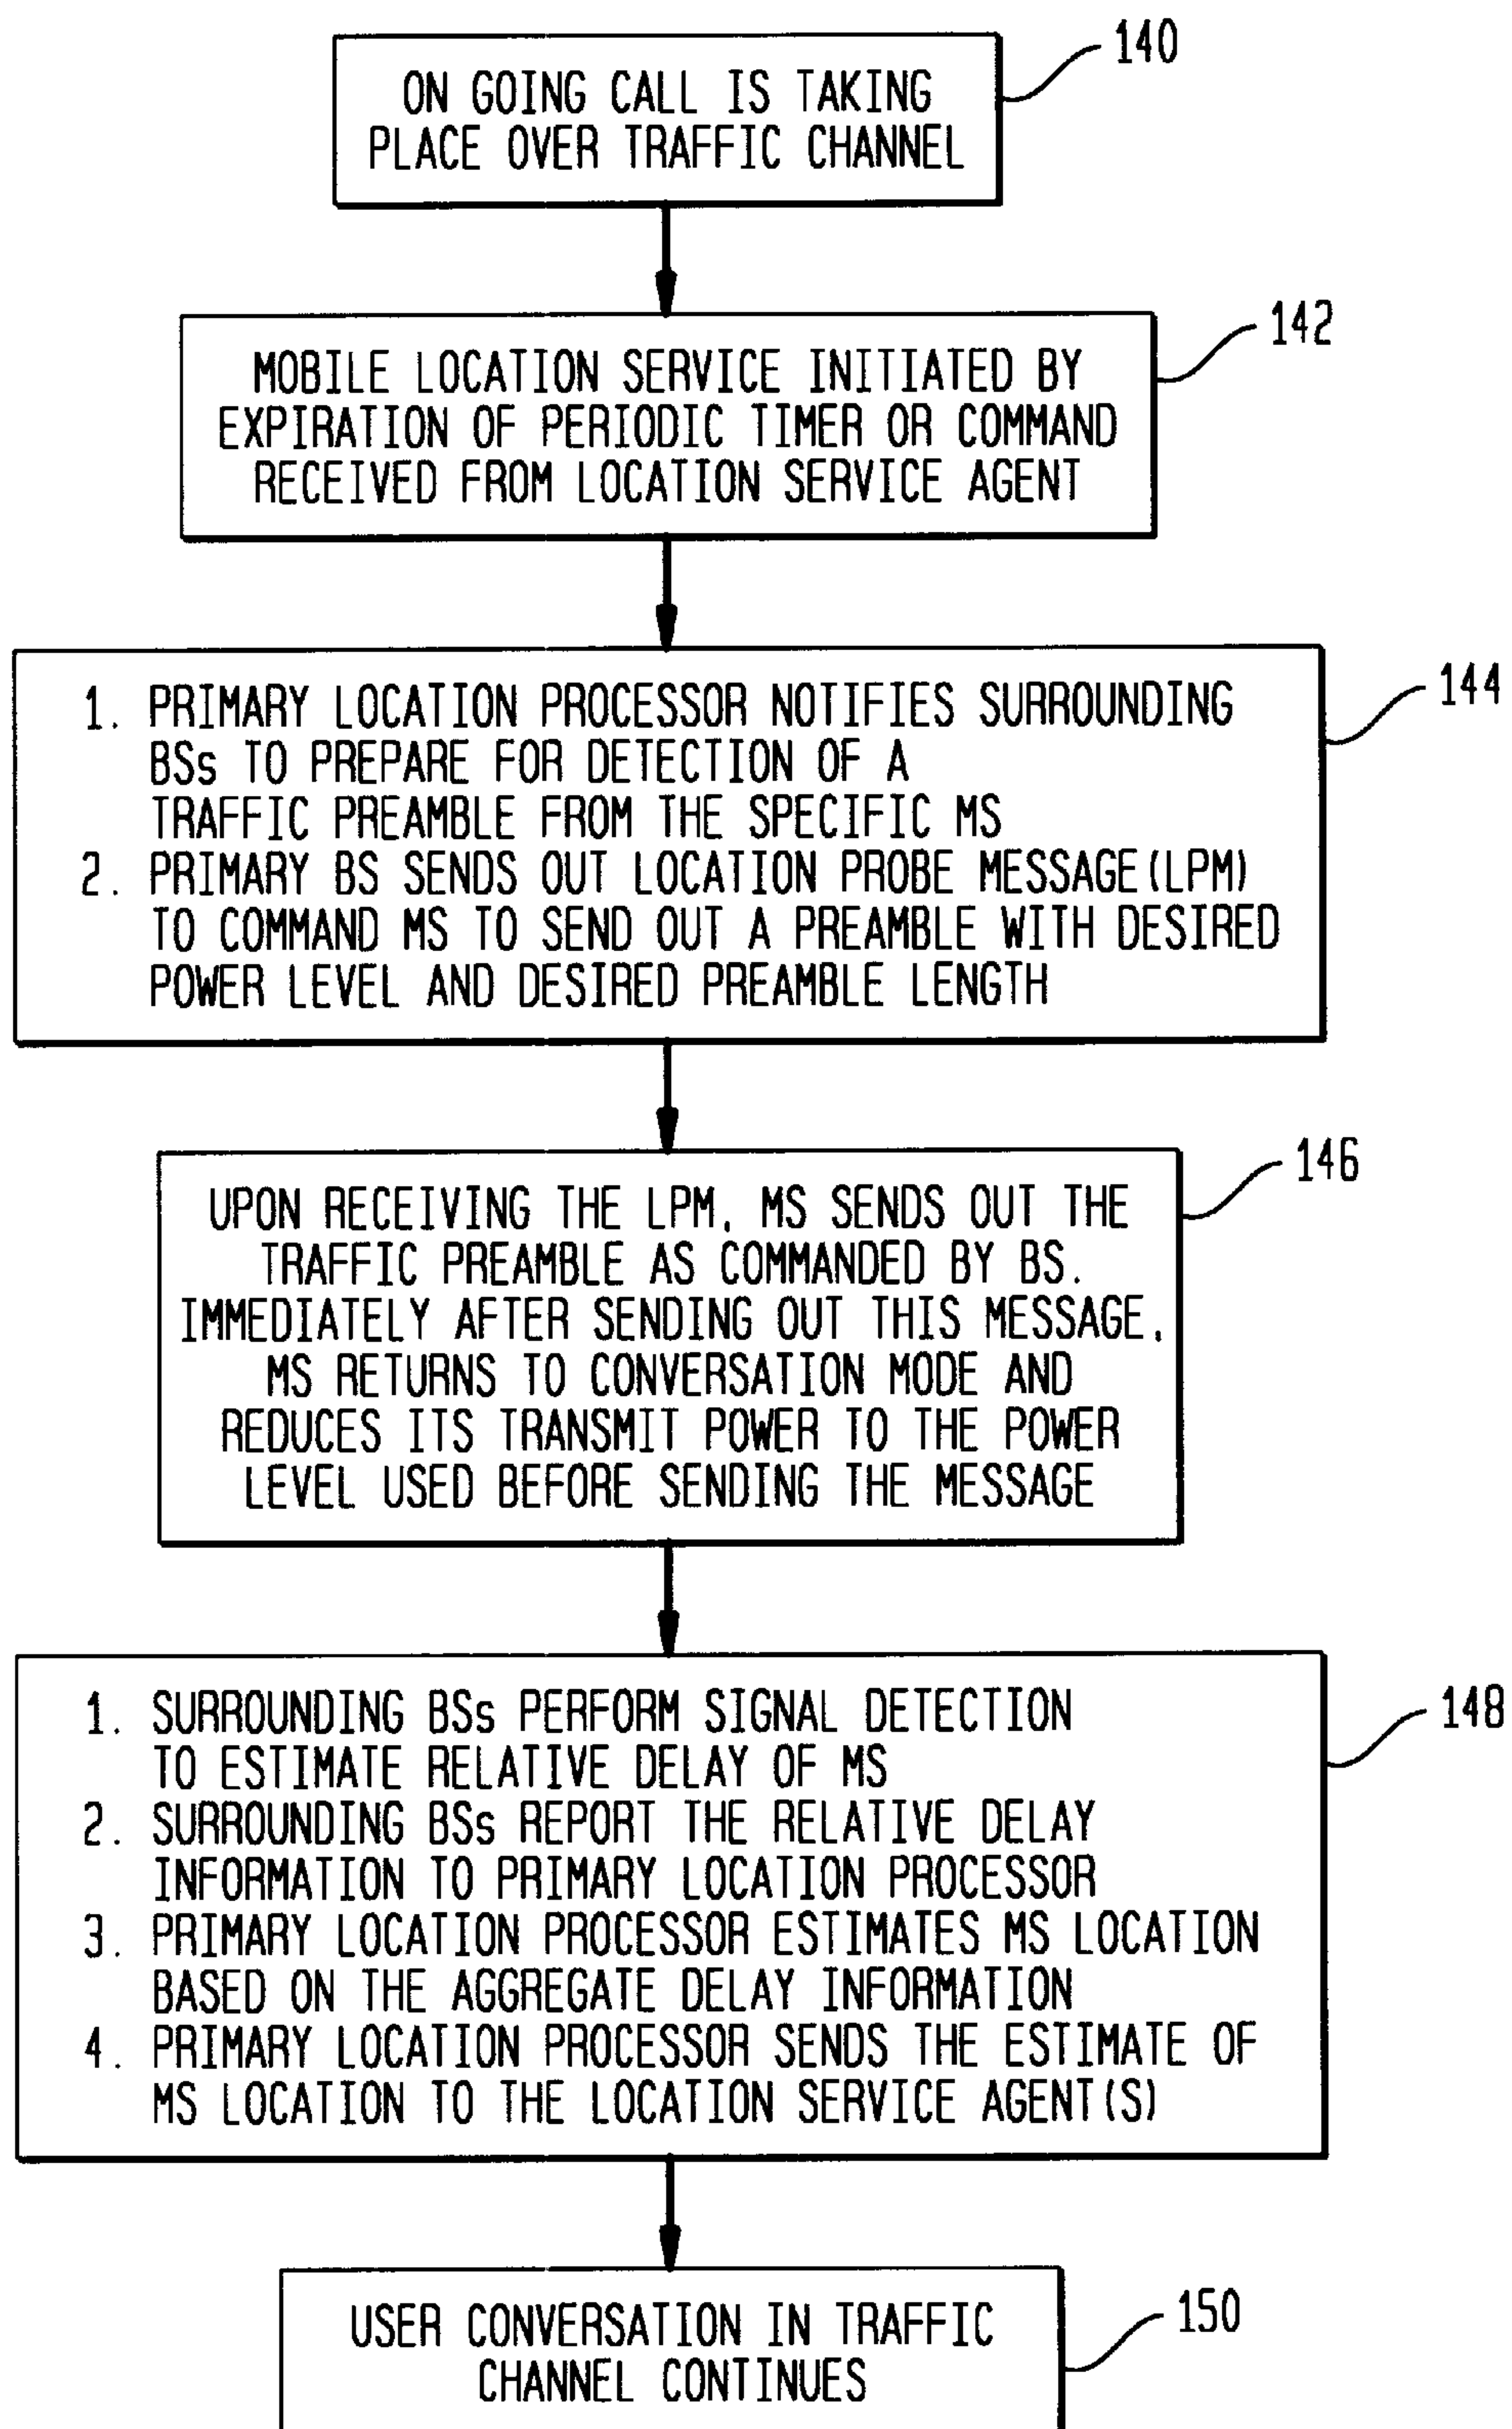 140
ON GOING CALL IS TAKING
PLACE OVER TRAFFIC CHANNEL
142
MOBILE LOCATION SERVICE INITIATED BY
EXPIRATION OF PERIODIC TIMER OR COMMAND
RECEIVED FROM LOCATION SERVICE AGENT
144
1. PRIMARY LOCATION PROCESSOR NOTIFIES SURROUNDING
BSs TO PREPARE FOR DETECTION OF A
TRAFFIC PREAMBLE FROM THE SPECIFIC MS
2. PRIMARY BS SENDS OUT LOCATION PROBE MESSAGE(LPM)
TO COMMAND MS TO SEND OUT A PREAMBLE WITH DESIRED
POWER LEVEL AND DESIRED PREAMBLE LENGTH
146
UPON RECEIVING THE LPM, MS SENDS OUT THE
TRAFFIC PREAMBLE AS COMMANDED BY BS.
IMMEDIATELY AFTER SENDING OUT THIS MESSAGE,
MS RETURNS TO CONVERSATION MODE AND
REDUCES ITS TRANSMIT POWER TO THE POWER
LEVEL USED BEFORE SENDING THE MESSAGE
148
1. SURROUNDING BSs PERFORM SIGNAL DETECTION
TO ESTIMATE RELATIVE DELAY OF MS
2. SURROUNDING BSs REPORT THE RELATIVE DELAY
INFORMATION TO PRIMARY LOCATION PROCESSOR
3. PRIMARY LOCATION PROCESSOR ESTIMATES MS LOCATION
BASED ON THE AGGREGATE DELAY INFORMATION
4. PRIMARY LOCATION PROCESSOR SENDS THE ESTIMATE OF
MS LOCATION TO THE LOCATION SERVICE AGENT(S)
150
USER CONVERSATION IN TRAFFIC
CHANNEL CONTINUES